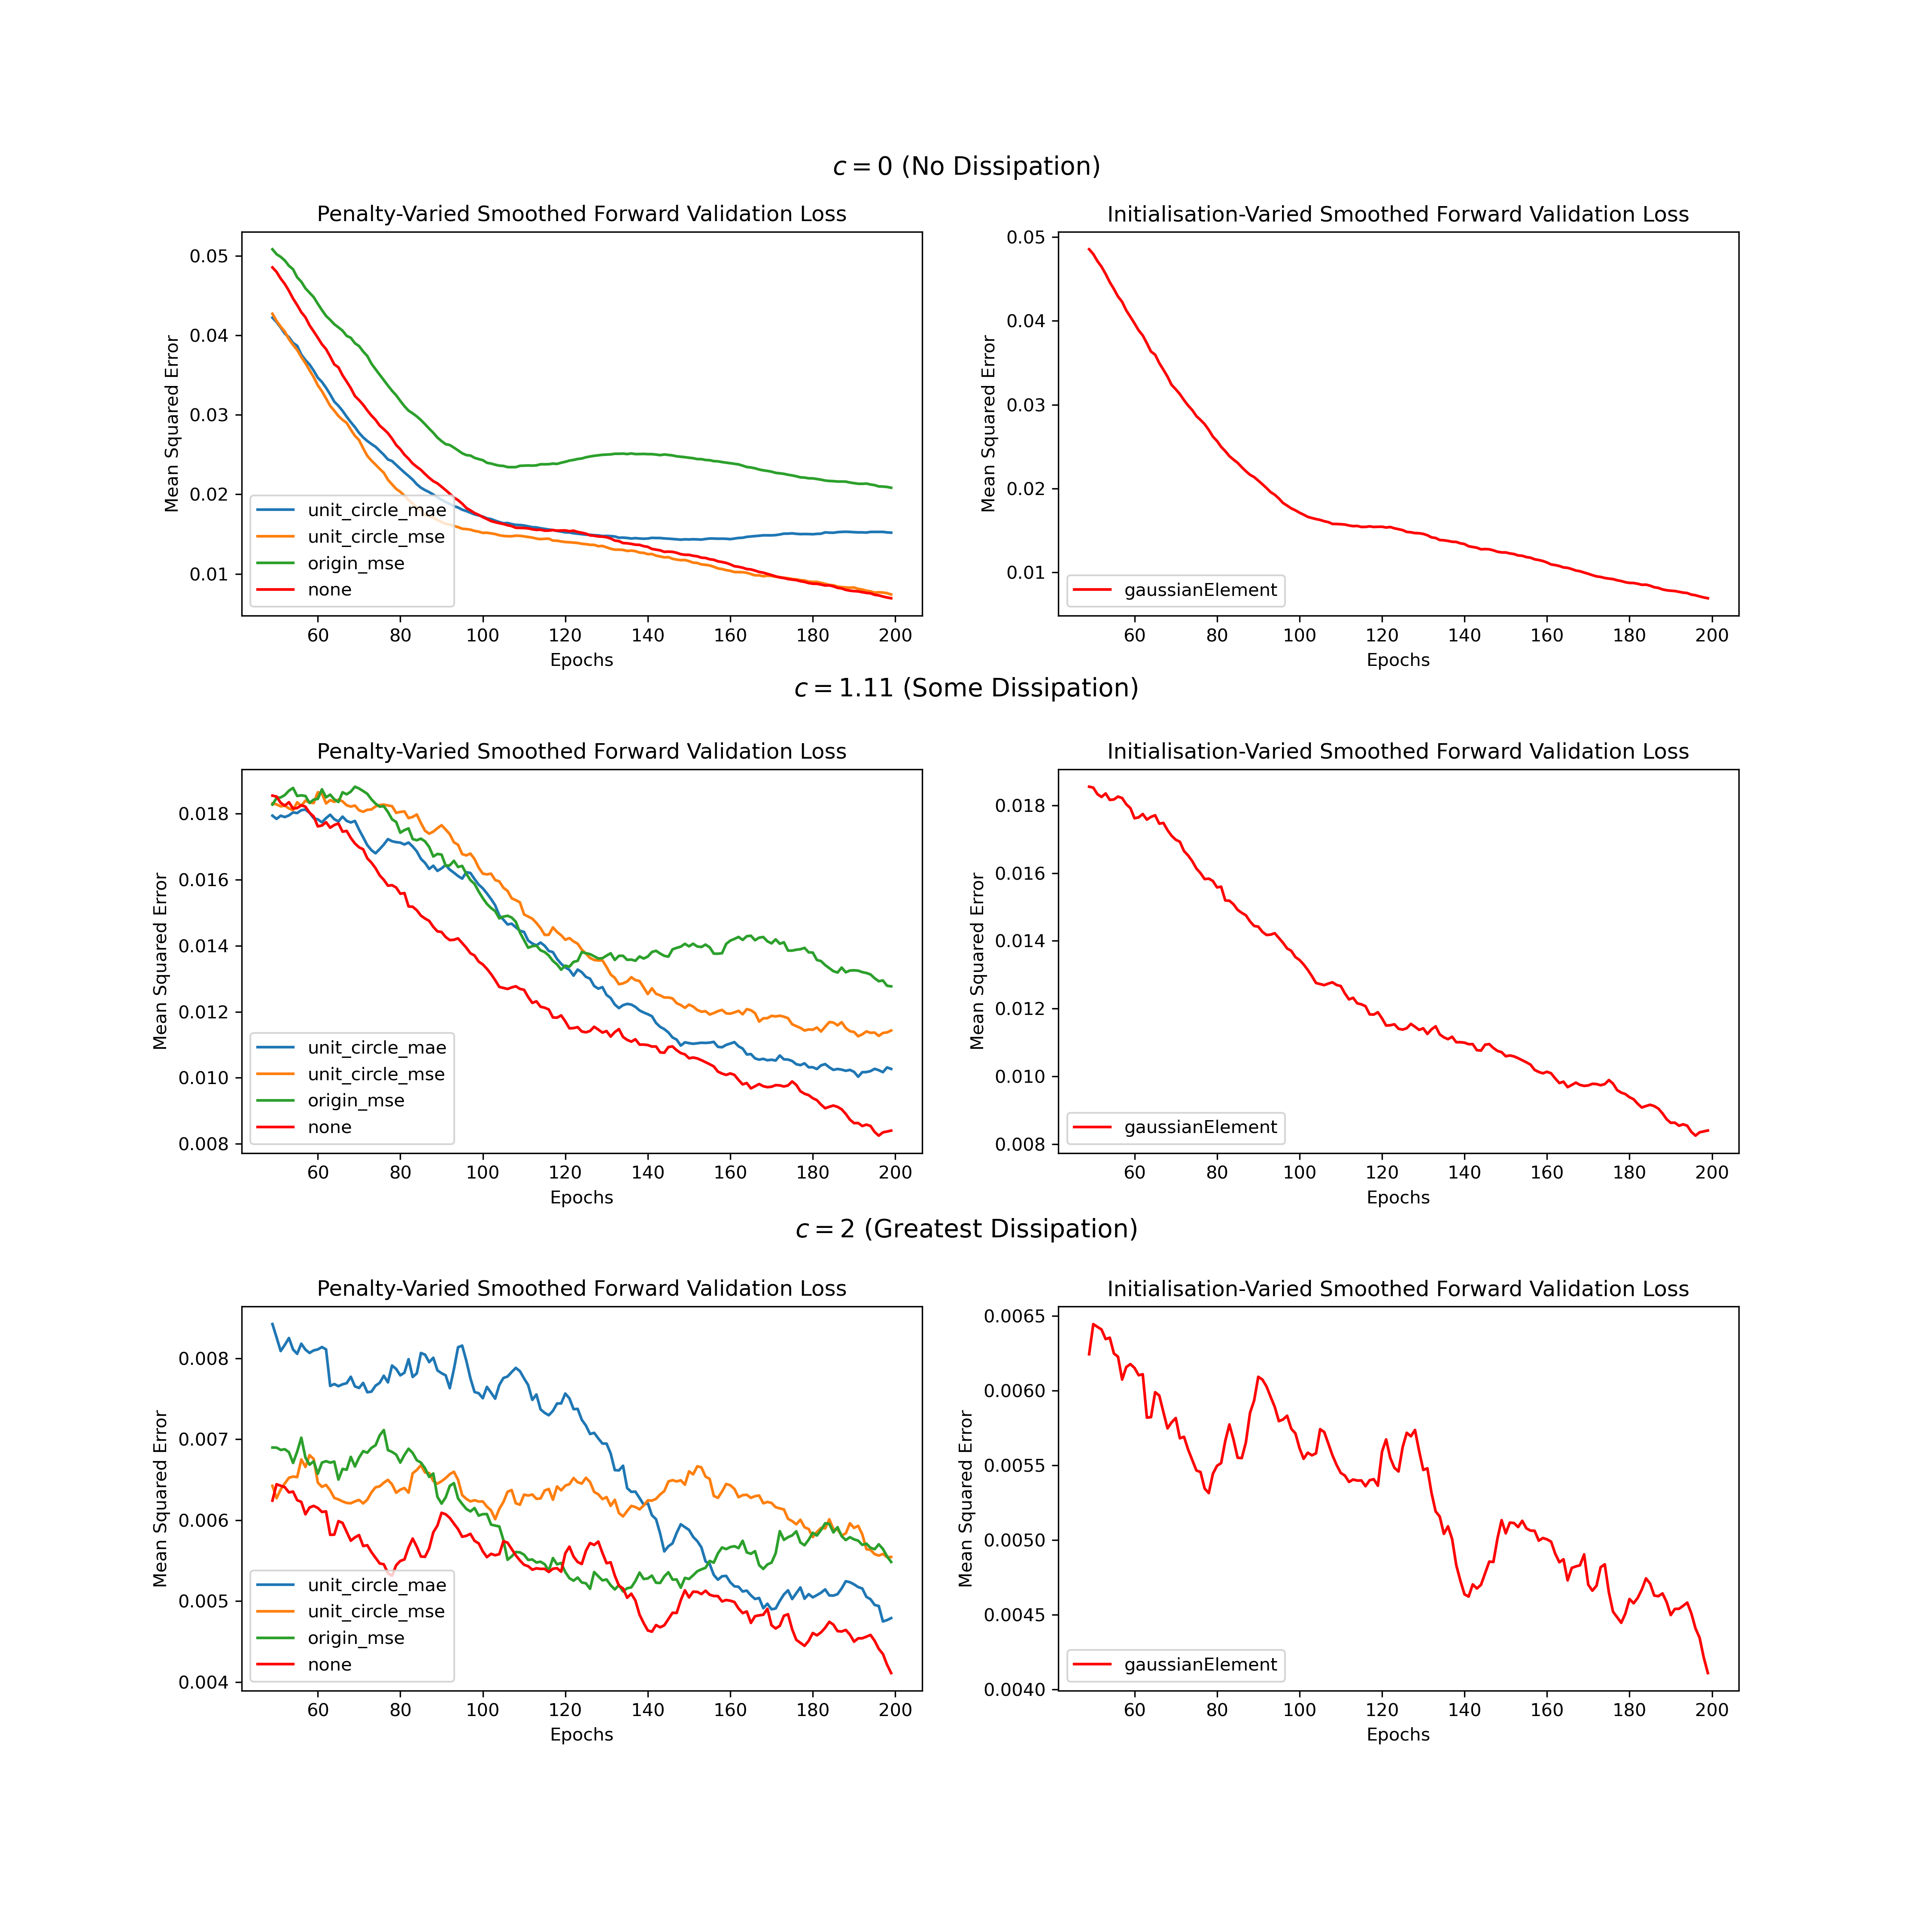 c = 0 (No Dissipation)
Penalty-Varied Smoothed Forward Validation Loss
Mean Squared Error
0.05
0.04
0.03
0.02
0.01
unit_circle_mae
unit_circle_mse
origin_mse
none
60 80 100 120 140 160 180 200
Epochs
Initialisation-Varied Smoothed Forward Validation Loss
Mean Squared Error
0.05
0.04
0.03
0.02
0.01
gaussianElement
60 80 100 120 140 160 180 200
Epochs
c = 1.11 (Some Dissipation)
Penalty-Varied Smoothed Forward Validation Loss
Mean Squared Error
0.018
0.016
0.014
0.012
0.010
0.008
unit_circle_mae
unit_circle_mse
origin_mse
none
60 80 100 120 140 160 180 200
Epochs
Initialisation-Varied Smoothed Forward Validation Loss
Mean Squared Error
0.018
0.016
0.014
0.012
0.010
0.008
gaussianElement
60 80 100 120 140 160 180 200
Epochs
c = 2 (Greatest Dissipation)
Penalty-Varied Smoothed Forward Validation Loss
Mean Squared Error
0.008
0.007
0.006
0.005
0.004
unit_circle_mae
unit_circle_mse
origin_mse
none
60 80 100 120 140 160 180 200
Epochs
Initialisation-Varied Smoothed Forward Validation Loss
Mean Squared Error
0.0065
0.0060
0.0055
0.0050
0.0045
0.0040
gaussianElement
60 80 100 120 140 160 180 200
Epochs